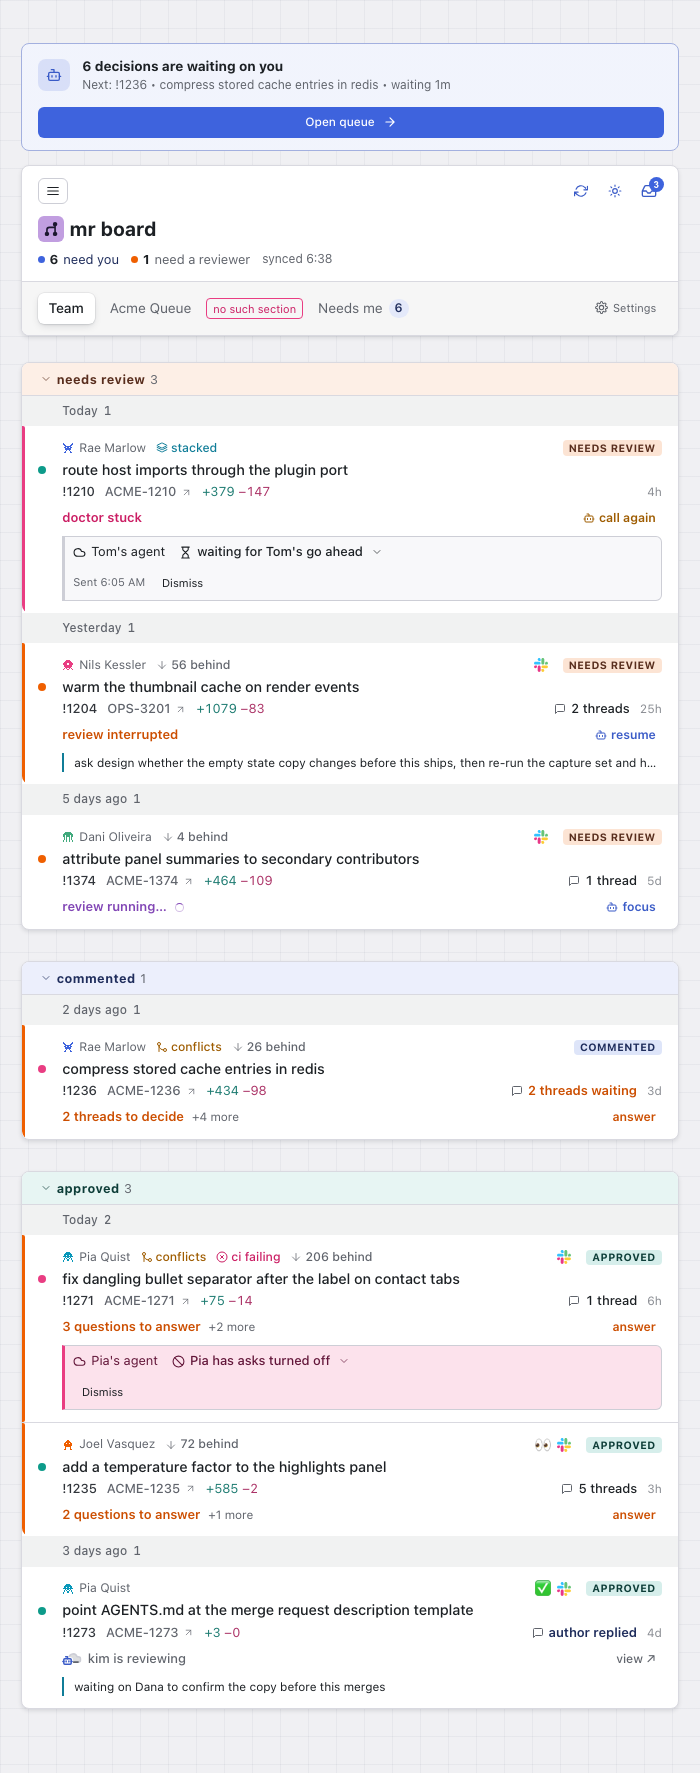 6 decisions are waiting on you
Next: !1236 • compress stored cache entries in redis • waiting 1m
Open queue →
3
mr board
6 need you 1 need a reviewer synced 6:38
Team Acme Queue no such section Needs me 6 Settings
needs review 3
Today 1
Rae Marlow stacked NEEDS REVIEW
route host imports through the plugin port
!1210 ACME-1210 ↗ +379 −147 4h
doctor stuck call again
Tom's agent waiting for Tom's go ahead
Sent 6:05 AM Dismiss
Yesterday 1
Nils Kessler ↓ 56 behind NEEDS REVIEW
warm the thumbnail cache on render events
!1204 OPS-3201 ↗ +1079 −83 2 threads 25h
review interrupted resume
ask design whether the empty state copy changes before this ships, then re-run the capture set and h...
5 days ago 1
Dani Oliveira ↓ 4 behind NEEDS REVIEW
attribute panel summaries to secondary contributors
!1374 ACME-1374 ↗ +464 −109 1 thread 5d
review running... focus
commented 1
2 days ago 1
Rae Marlow conflicts ↓ 26 behind COMMENTED
compress stored cache entries in redis
!1236 ACME-1236 ↗ +434 −98 2 threads waiting 3d
2 threads to decide +4 more answer
approved 3
Today 2
Pia Quist conflicts ci failing ↓ 206 behind APPROVED
fix dangling bullet separator after the label on contact tabs
!1271 ACME-1271 ↗ +75 −14 1 thread 6h
3 questions to answer +2 more answer
Pia's agent Pia has asks turned off
Dismiss
Joel Vasquez ↓ 72 behind APPROVED
add a temperature factor to the highlights panel
!1235 ACME-1235 ↗ +585 −2 5 threads 3h
2 questions to answer +1 more answer
3 days ago 1
Pia Quist APPROVED
point AGENTS.md at the merge request description template
!1273 ACME-1273 ↗ +3 −0 author replied 4d
kim is reviewing view ↗
waiting on Dana to confirm the copy before this merges